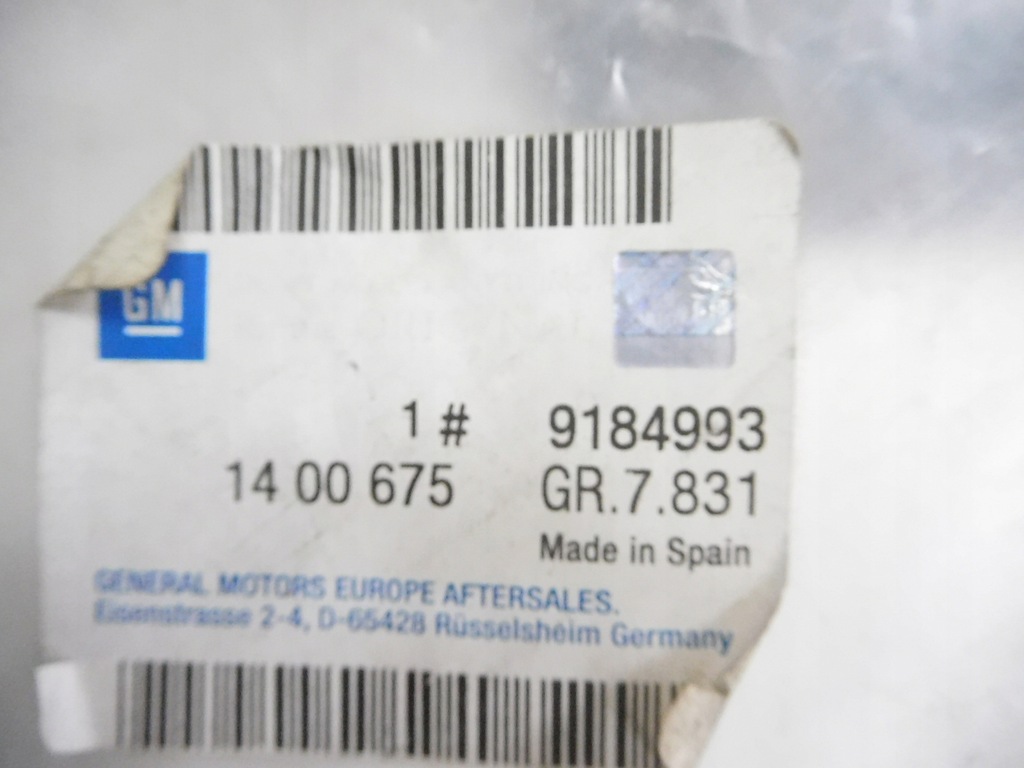 GM
1 # 9184993
14 00 675 GR.7.831
Made in Spain
GENERAL MOTORS EUROPE AFTERSALES.
Eisenstrasse 2-4, D-65428 Rüsselsheim Germany